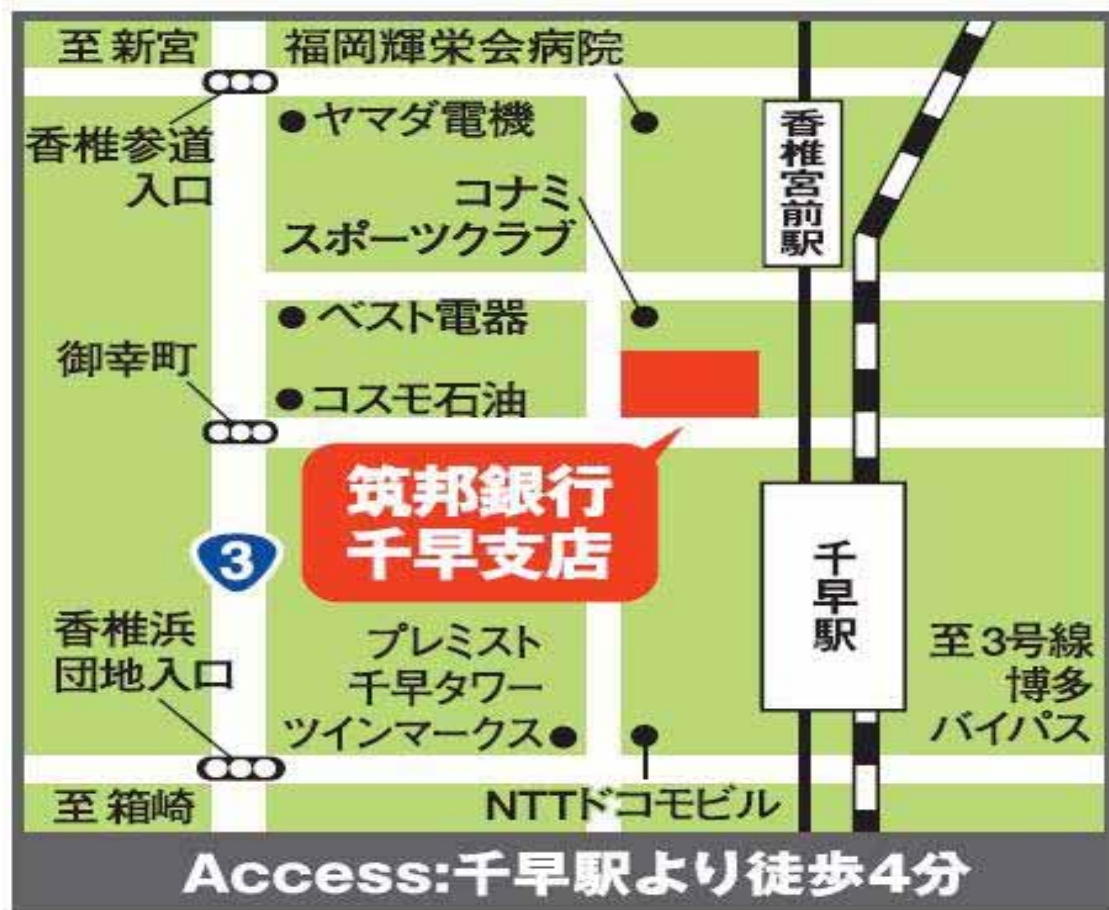 至 新宮
福岡輝栄会病院
香椎参道
入口
ヤマダ電機
香椎宮前駅
コナミ
スポーツクラブ
ベスト電器
御幸町
コスモ石油
筑邦銀行
千早支店
3
千早駅
香椎浜
団地入口
プレミスト
千早タワー
ツインマークス
至 3号線
博多
バイパス
至 箱崎
NTTドコモビル
Access:千早駅より徒歩4分